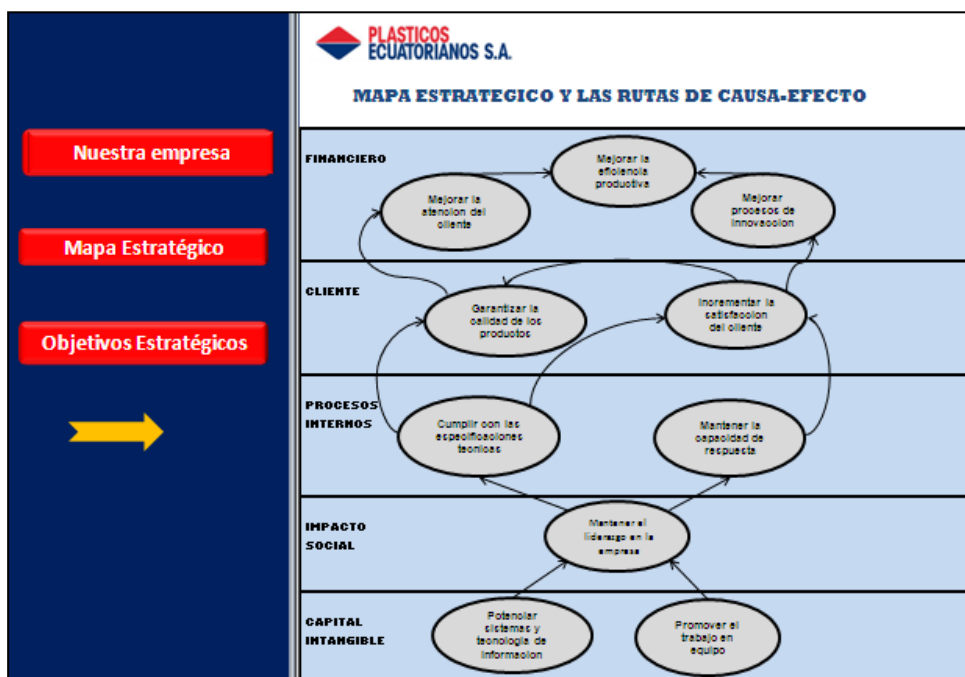 PLASTICOS
ECUATORIANOS S.A.
MAPA ESTRATEGICO Y LAS RUTAS DE CAUSA-EFECTO
Nuestra empresa
Mapa Estratégico
Objetivos Estratégicos
FINANCIERO
Mejorar la
eficiencia
productiva
Mejorar la
atencion del
cliente
Mejorar
procesos de
innovaccion
CLIENTE
Garantizar la
calidad de los
productos
Incrementar la
satisfaccion
del cliente
PROCESOS
INTERNOS
Cumplir con las
especificaciones
tecnicas
Mantener la
capacidad de
respuesta
IMPACTO
SOCIAL
Mantener el
liderazgo en la
empresa
CAPITAL
INTANGIBLE
Potenciar
sistemas y
tecnologia de
informacion
Promover el
trabajo en
equipo